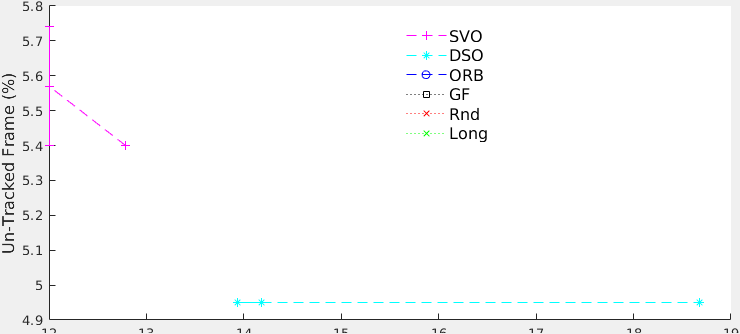 5.8
5.7
5.6
5.5
5.4
5.3
5.2
5.1
5
4.9
Un-Tracked Frame (%)
SVO
DSO
ORB
GF
Rnd
Long
12 13 14 15 16 17 18 19